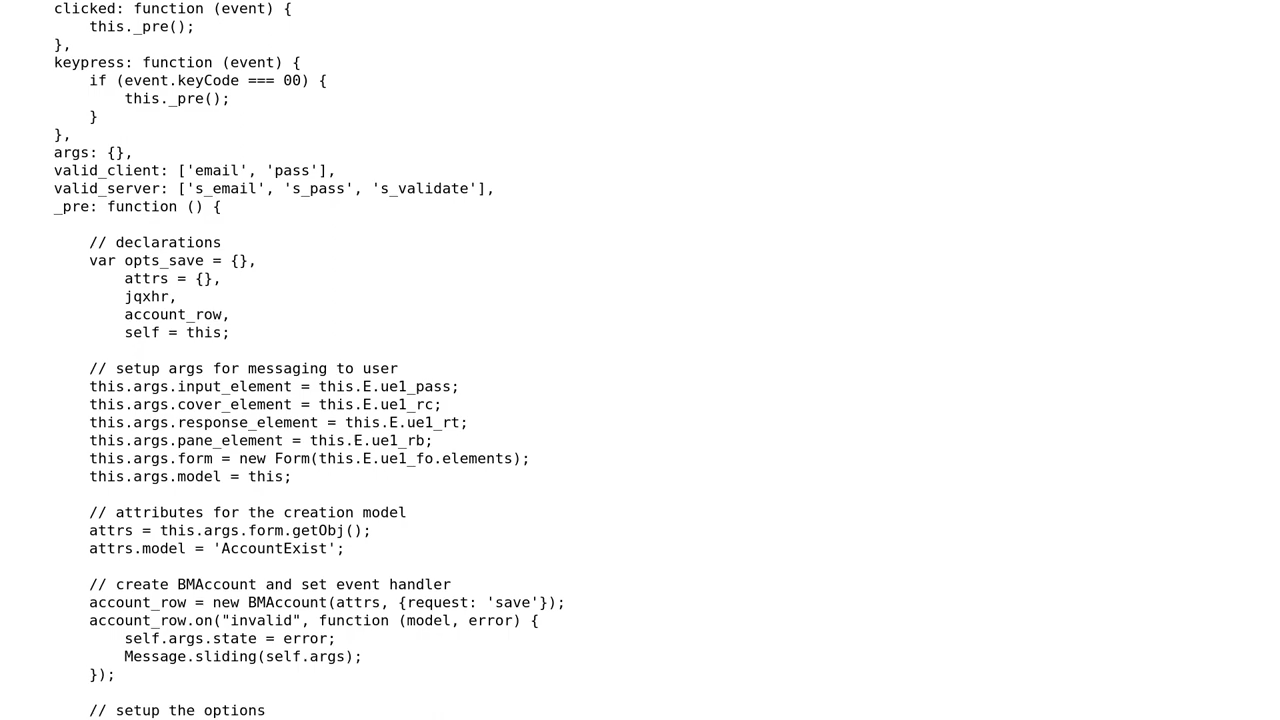 clicked: function (event) {
    this._pre();
},
keypress: function (event) {
    if (event.keyCode === 00) {
        this._pre();
    }
},
args: {},
valid_client: ['email', 'pass'],
valid_server: ['s_email', 's_pass', 's_validate'],
_pre: function () {

    // declarations
    var opts_save = {},
        attrs = {},
        jqxhr,
        account_row,
        self = this;

    // setup args for messaging to user
    this.args.input_element = this.E.ue1_pass;
    this.args.cover_element = this.E.ue1_rc;
    this.args.response_element = this.E.ue1_rt;
    this.args.pane_element = this.E.ue1_rb;
    this.args.form = new Form(this.E.ue1_fo.elements);
    this.args.model = this;

    // attributes for the creation model
    attrs = this.args.form.getObj();
    attrs.model = 'AccountExist';

    // create BMAccount and set event handler
    account_row = new BMAccount(attrs, {request: 'save'});
    account_row.on("invalid", function (model, error) {
        self.args.state = error;
        Message.sliding(self.args);
    });

    // setup the options